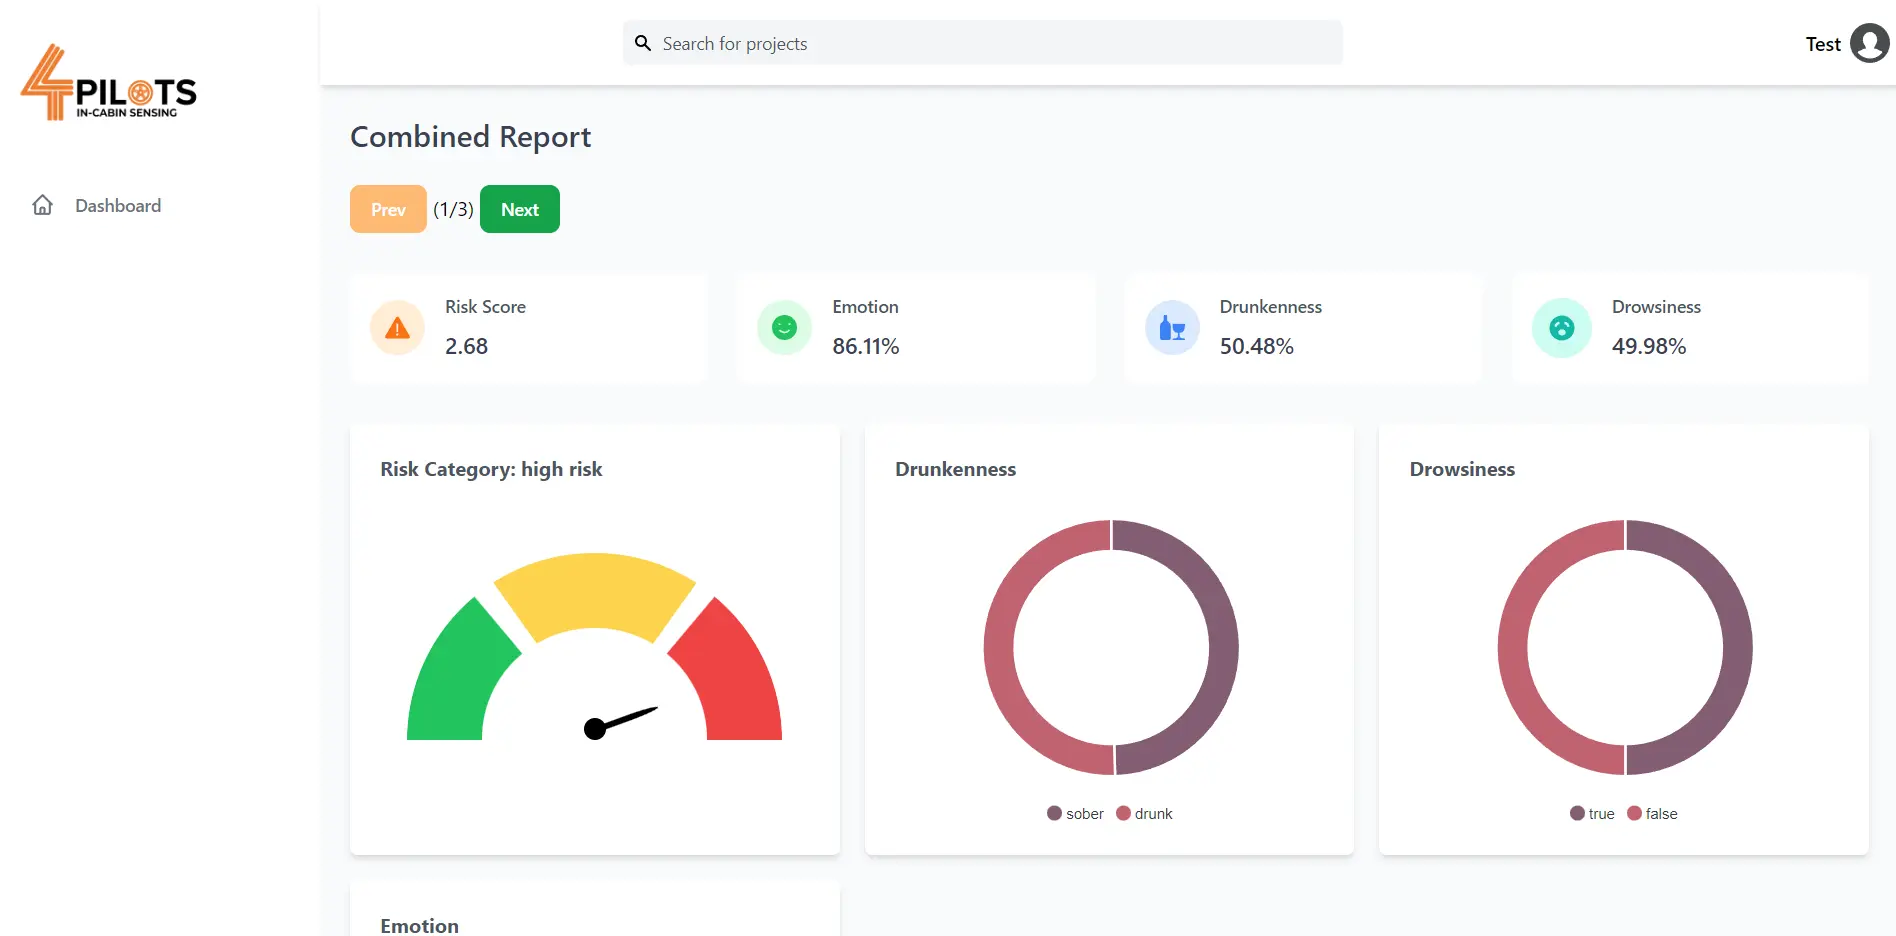 4PILOTS
IN-CABIN SENSING
Search for projects
Test
Dashboard
Combined Report
Prev (1/3) Next
Risk Score
2.68
Emotion
86.11%
Drunkenness
50.48%
Drowsiness
49.98%
Risk Category: high risk
Drunkenness
sober drunk
Drowsiness
true false
Emotion